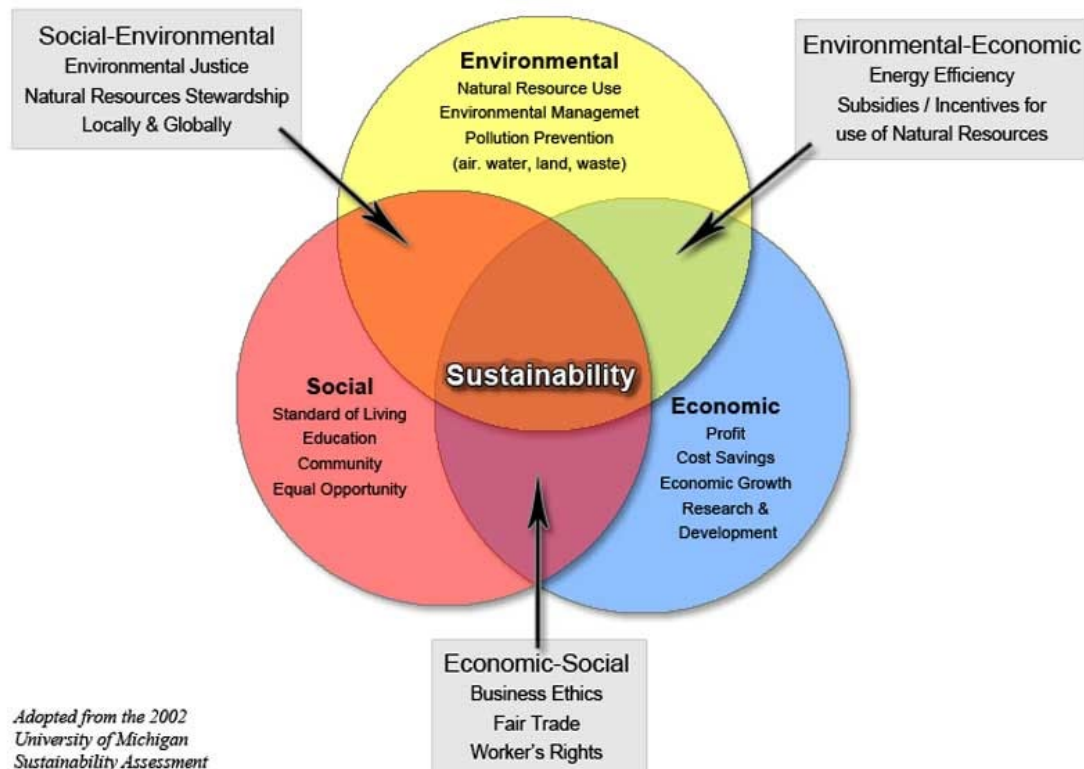 Social-Environmental
Environmental Justice
Natural Resources Stewardship
Locally & Globally
Environmental
Natural Resource Use
Environmental Managemet
Pollution Prevention
(air. water, land, waste)
Environmental-Economic
Energy Efficiency
Subsidies / Incentives for
use of Natural Resources
Sustainability
Social
Standard of Living
Education
Community
Equal Opportunity
Economic
Profit
Cost Savings
Economic Growth
Research &
Development
Economic-Social
Business Ethics
Fair Trade
Worker's Rights
Adopted from the 2002
University of Michigan
Sustainability Assessment